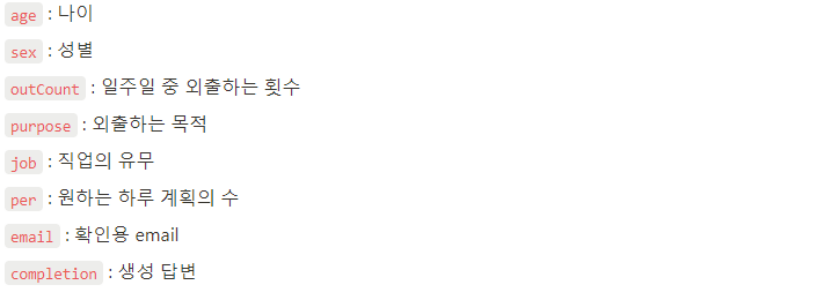 age : 나이
sex : 성별
outCount : 일주일 중 외출하는 횟수
purpose : 외출하는 목적
job : 직업의 유무
per : 원하는 하루 계획의 수
email : 확인용 email
completion : 생성 답변